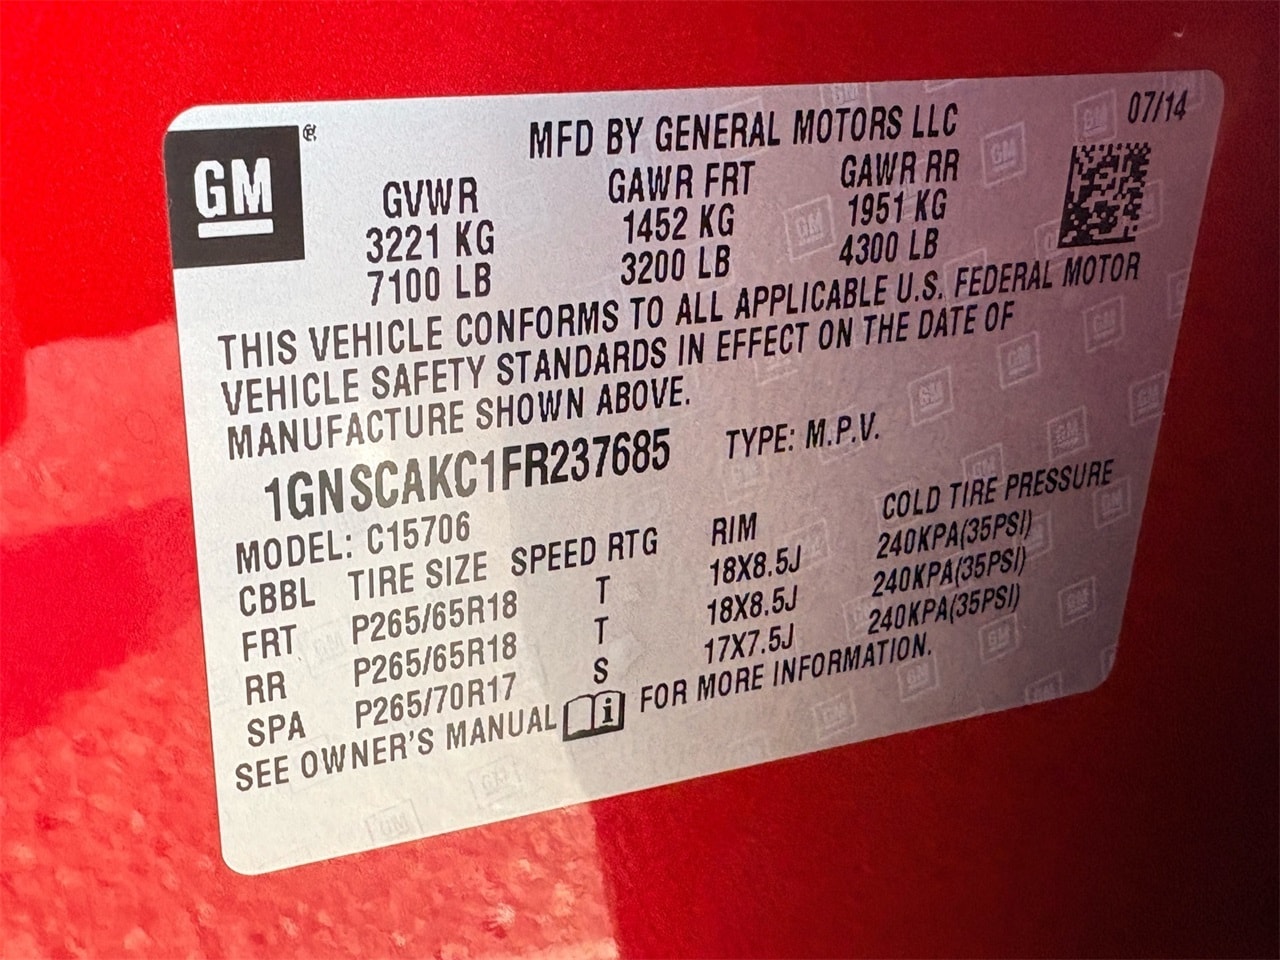 GM
MFD BY GENERAL MOTORS LLC 07/14
GVWR GAWR FRT GAWR RR
3221 KG 1452 KG 1951 KG
7100 LB 3200 LB 4300 LB
THIS VEHICLE CONFORMS TO ALL APPLICABLE U.S. FEDERAL MOTOR
VEHICLE SAFETY STANDARDS IN EFFECT ON THE DATE OF
MANUFACTURE SHOWN ABOVE.
1GNSCAKC1FR237685 TYPE: M.P.V.
MODEL: C15706
CBBL TIRE SIZE SPEED RTG RIM COLD TIRE PRESSURE
FRT P265/65R18 T 18X8.5J 240KPA(35PSI)
RR P265/65R18 T 18X8.5J 240KPA(35PSI)
SPA P265/70R17 S 17X7.5J 240KPA(35PSI)
SEE OWNER'S MANUAL i FOR MORE INFORMATION.